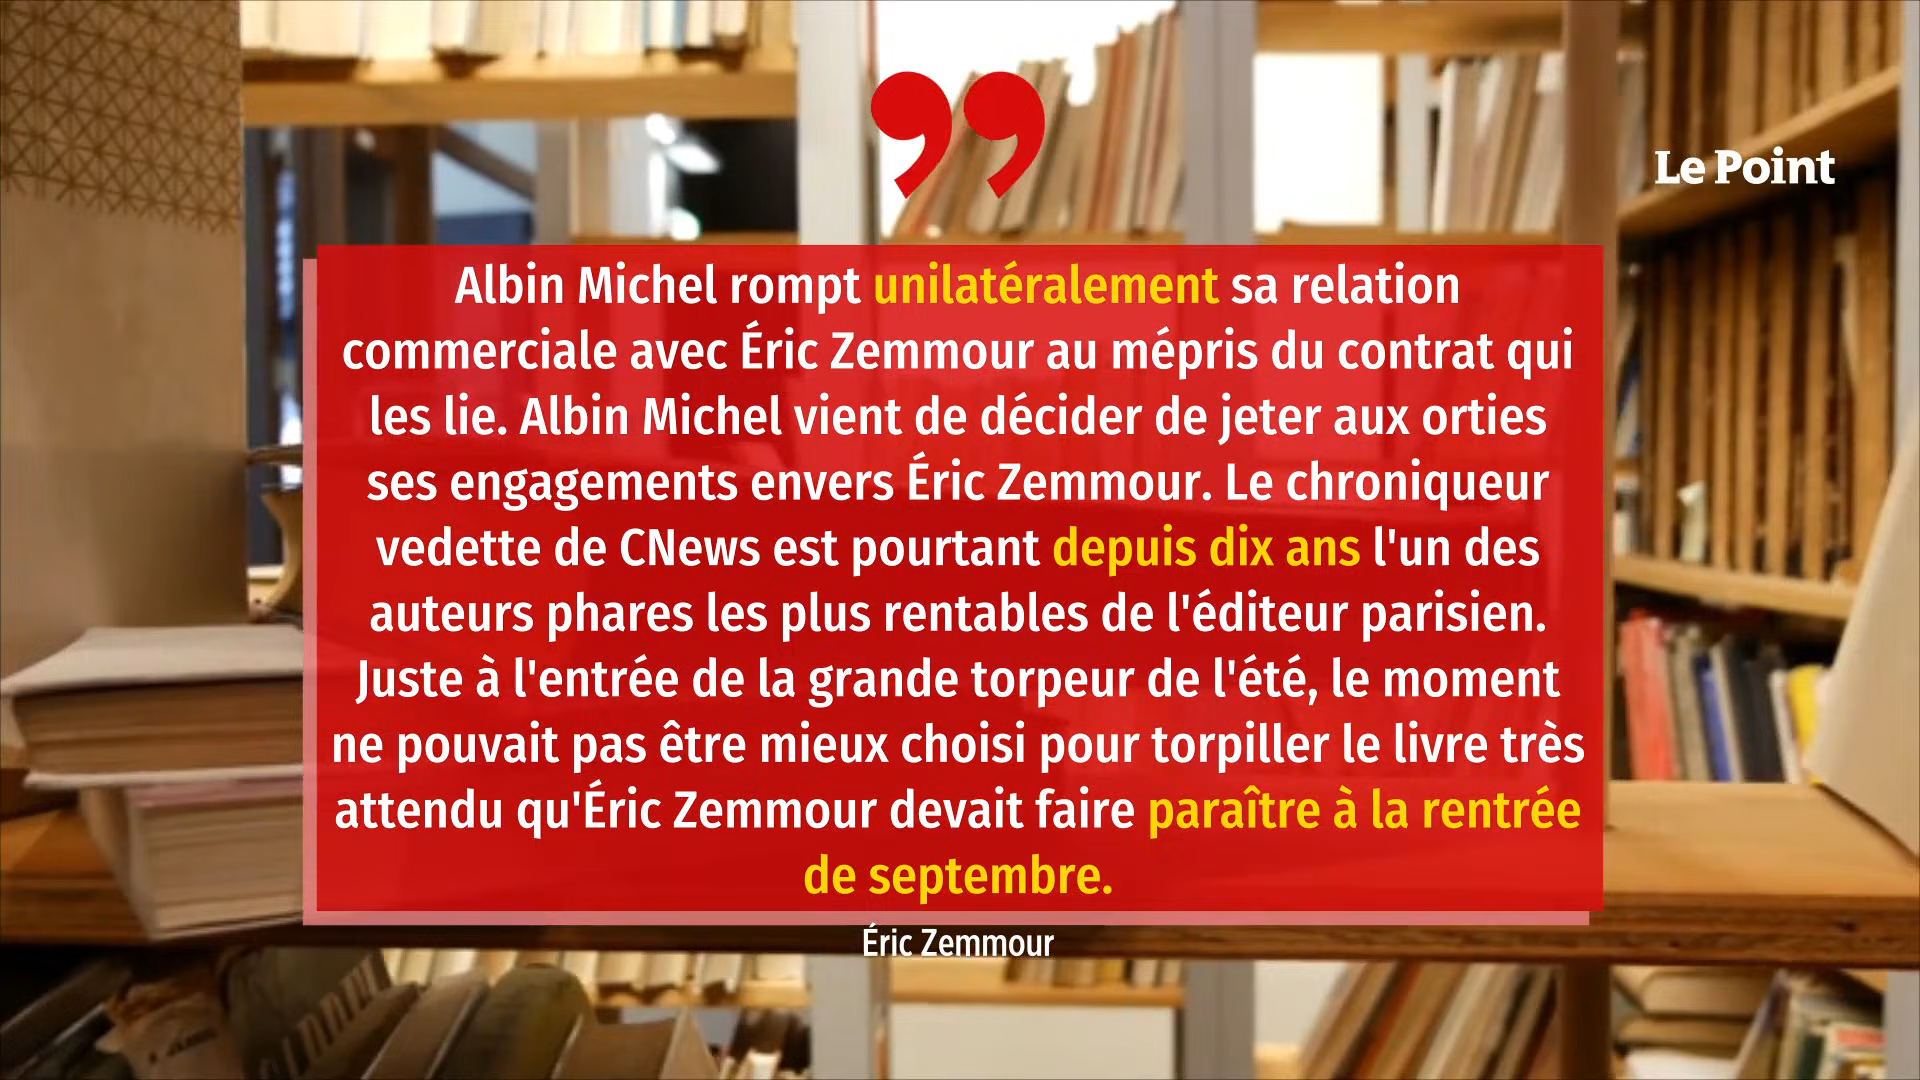 Le Point
Albin Michel rompt unilatéralement sa relation
commerciale avec Éric Zemmour au mépris du contrat qui
les lie. Albin Michel vient de décider de jeter aux orties
ses engagements envers Éric Zemmour. Le chroniqueur
vedette de CNews est pourtant depuis dix ans l'un des
auteurs phares les plus rentables de l'éditeur parisien.
Juste à l'entrée de la grande torpeur de l'été, le moment
ne pouvait pas être mieux choisi pour torpiller le livre très
attendu qu'Éric Zemmour devait faire paraître à la rentrée
de septembre.
Éric Zemmour